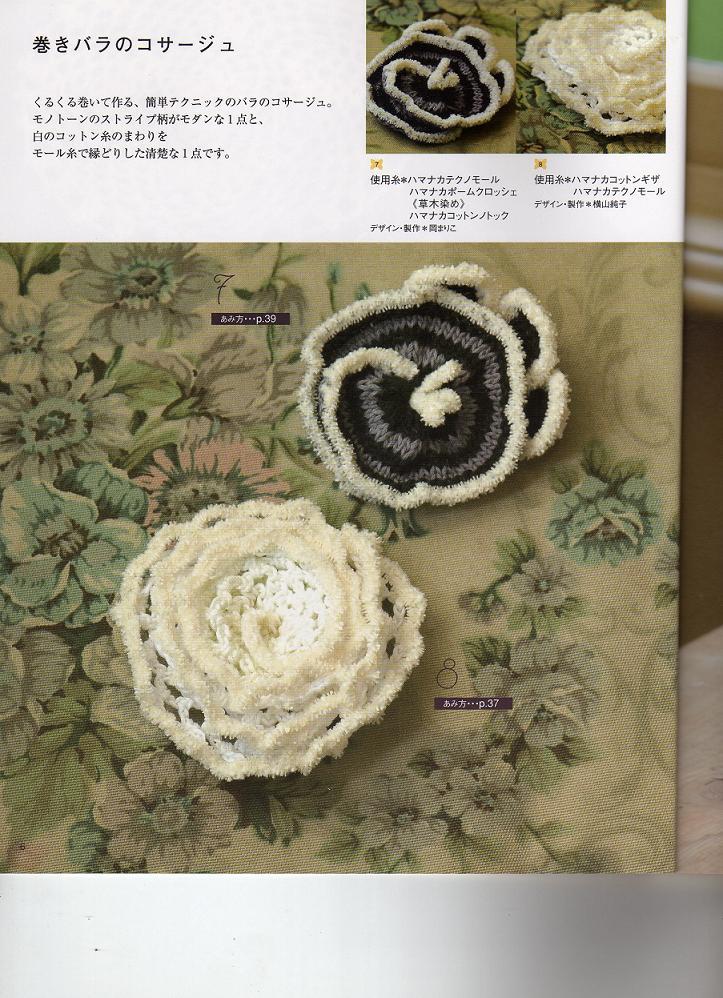 巻きバラのコサージュ
くるくる巻いて作る、簡単テクニックのバラのコサージュ。
モノトーンのストライプ柄がモダンな1点と、
白のコットン糸のまわりを
モール糸で縁どりした清楚な1点です。
7
使用糸＊ハマナカテクノモール
ハマナカポームクロッシェ
《草木染め》
ハマナカコットンノトック
デザイン・製作＊岡まりこ
8
使用糸＊ハマナカコットンギザ
ハマナカテクノモール
デザイン・製作＊横山純子
7
あみ方・・・p.39
8
あみ方・・・p.37
6